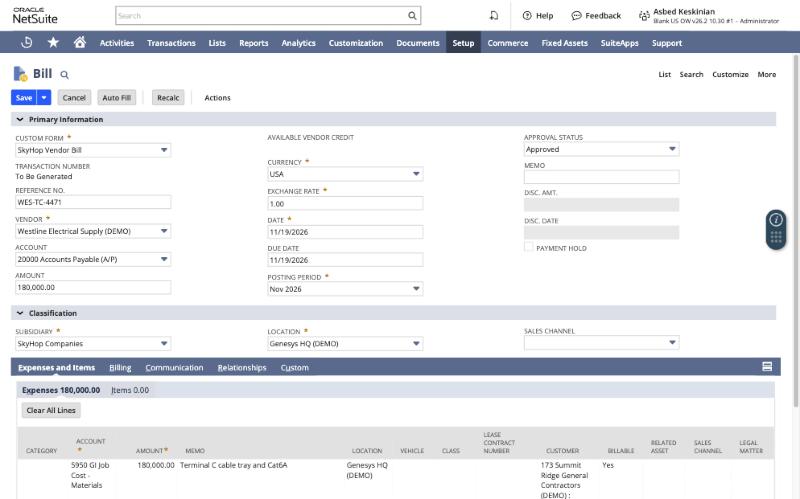 ORACLE
NetSuite
Search
Help
Feedback
Asbed Keskinian
Blank US OW v26.2 10.30 #1 – Administrator
Activities Transactions Lists Reports Analytics Customization Documents Setup Commerce Fixed Assets SuiteApps Support
Bill
List Search Customize More
Save Cancel Auto Fill Recalc Actions
Primary Information
CUSTOM FORM *
SkyHop Vendor Bill
TRANSACTION NUMBER
To Be Generated
REFERENCE NO.
WES-TC-4471
VENDOR *
Westline Electrical Supply (DEMO)
ACCOUNT
20000 Accounts Payable (A/P)
AMOUNT
180,000.00
AVAILABLE VENDOR CREDIT
CURRENCY *
USA
EXCHANGE RATE *
1.00
DATE *
11/19/2026
DUE DATE
11/19/2026
POSTING PERIOD *
Nov 2026
APPROVAL STATUS
Approved
MEMO
DISC. AMT.
DISC. DATE
PAYMENT HOLD
Classification
SUBSIDIARY *
SkyHop Companies
LOCATION *
Genesys HQ (DEMO)
SALES CHANNEL
Expenses and Items Billing Communication Relationships Custom
Expenses 180,000.00 Items 0.00
Clear All Lines
CATEGORY
ACCOUNT *
AMOUNT *
MEMO
LOCATION
VEHICLE
CLASS
LEASE
CONTRACT
NUMBER
CUSTOMER
BILLABLE
RELATED
ASSET
SALES
CHANNEL
LEGAL
MATTER
5950 GI Job
Cost -
Materials
180,000.00
Terminal C cable tray and Cat6A
Genesys HQ
(DEMO)
173 Summit
Ridge General
Contractors
(DEMO) :
Yes